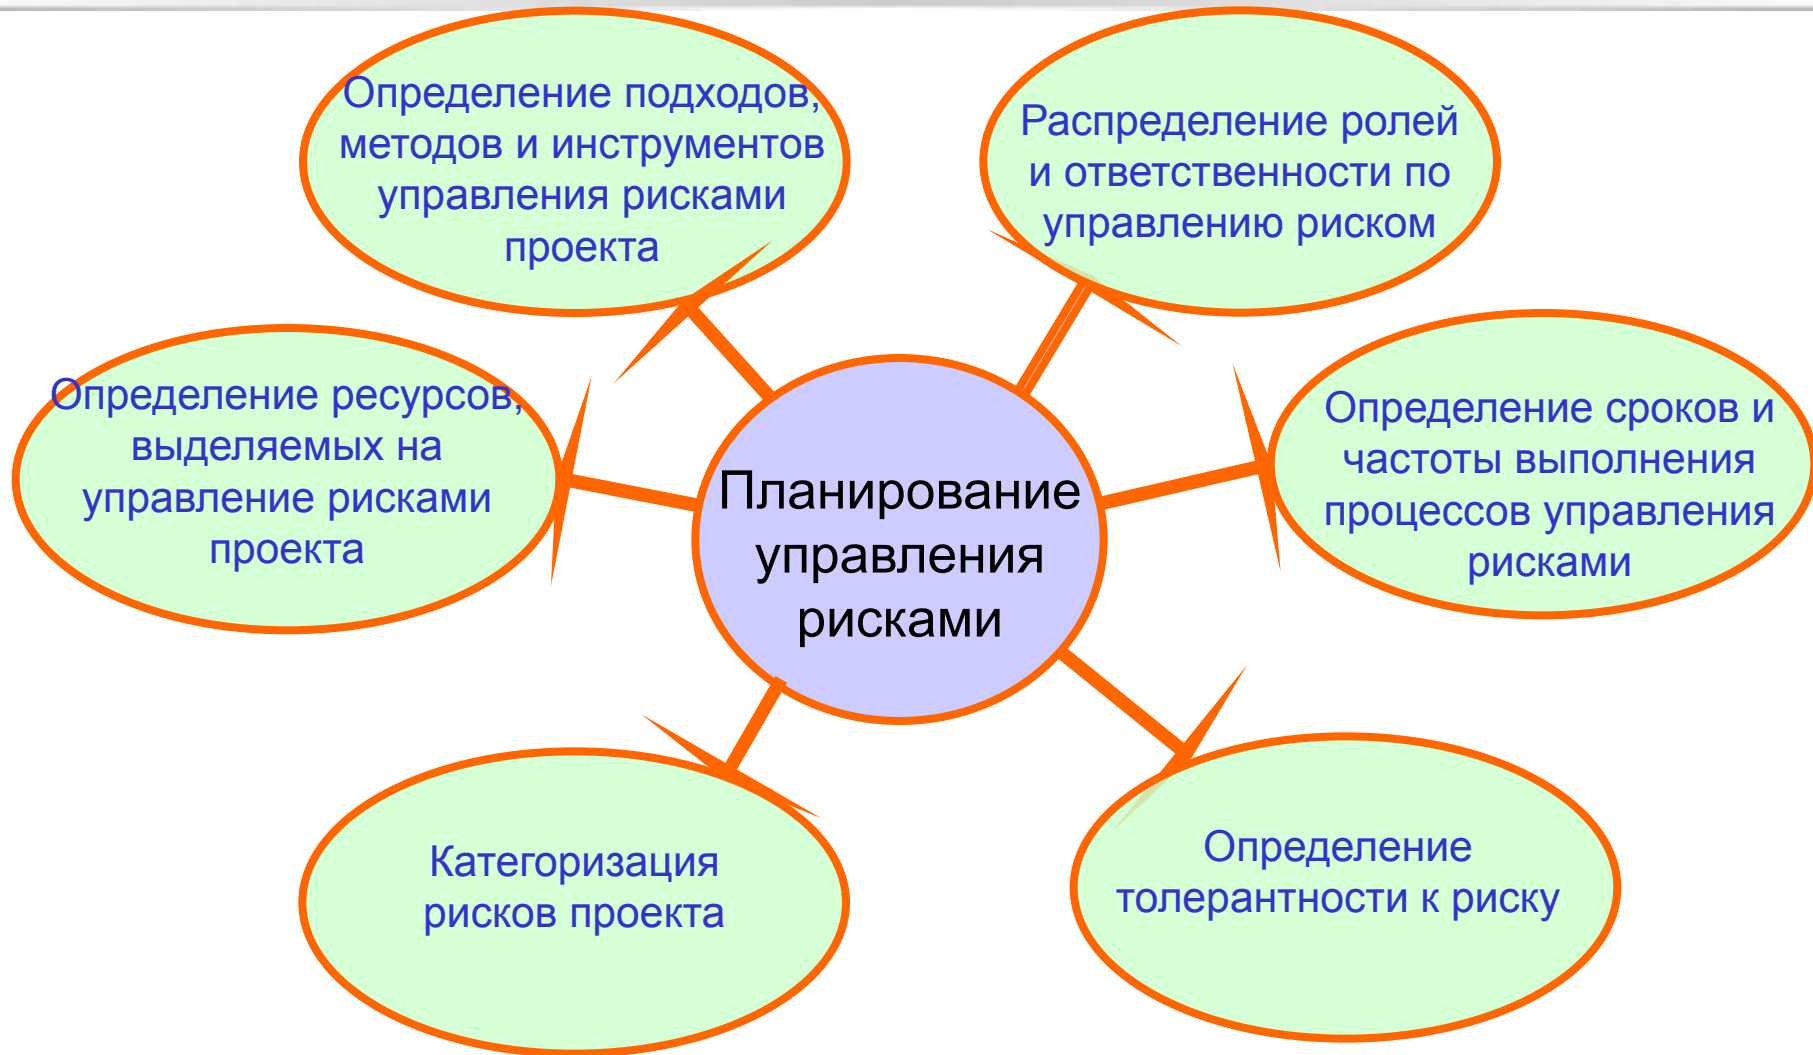 Определение подходов,
методов и инструментов
управления рисками
проекта
Распределение ролей
и ответственности по
управлению риском
Определение ресурсов,
выделяемых на
управление рисками
проекта
Планирование
управления
рисками
Определение сроков и
частоты выполнения
процессов управления
рисками
Категоризация
рисков проекта
Определение
толерантности к риску